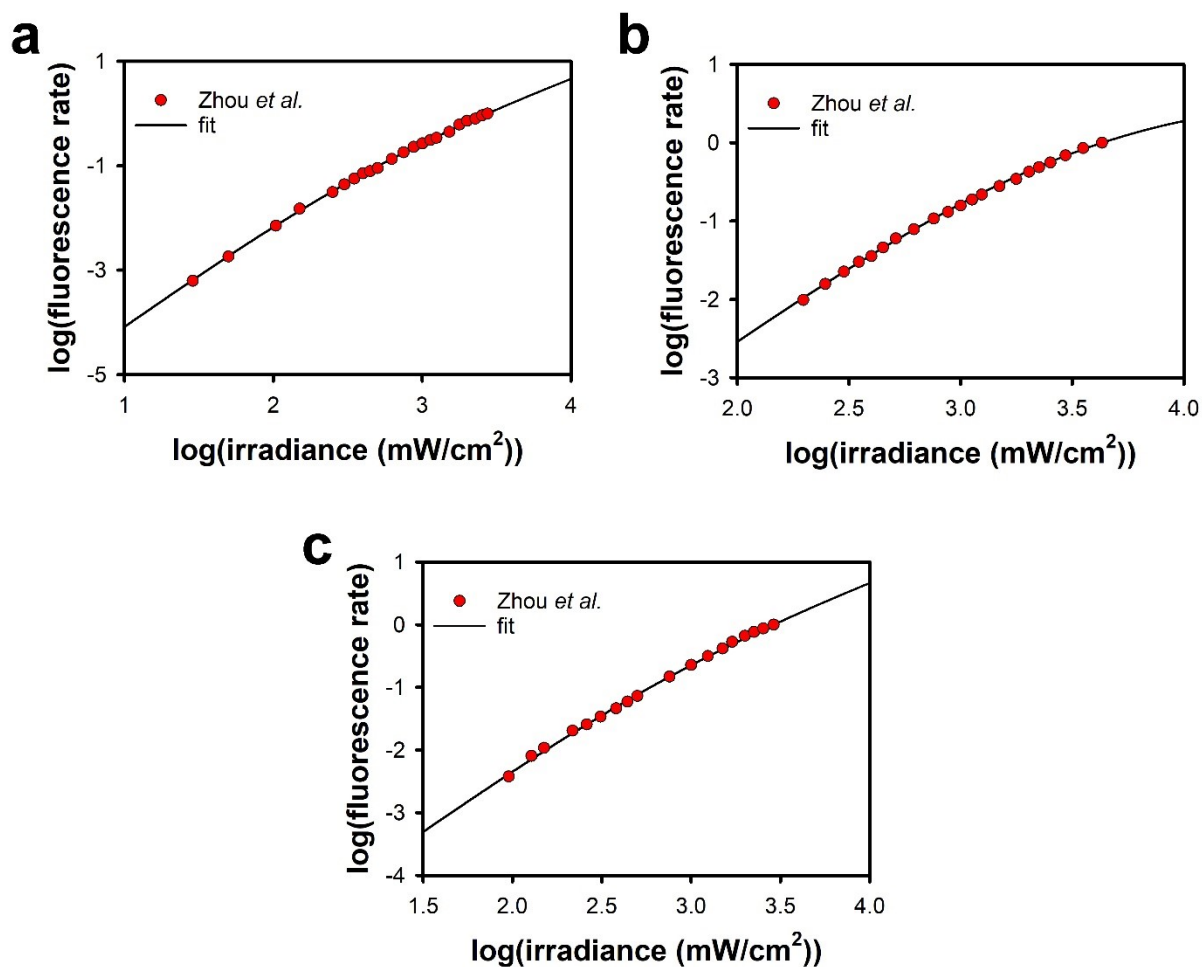 a
log(fluorescence rate)
1
-1
-3
-5
Zhou et al.
fit
1 2 3 4
log(irradiance (mW/cm²))
b
log(fluorescence rate)
1
0
-1
-2
-3
Zhou et al.
fit
2.0 2.5 3.0 3.5 4.0
log(irradiance (mW/cm²))
c
log(fluorescence rate)
1
0
-1
-2
-3
-4
Zhou et al.
fit
1.5 2.0 2.5 3.0 3.5 4.0
log(irradiance (mW/cm²))